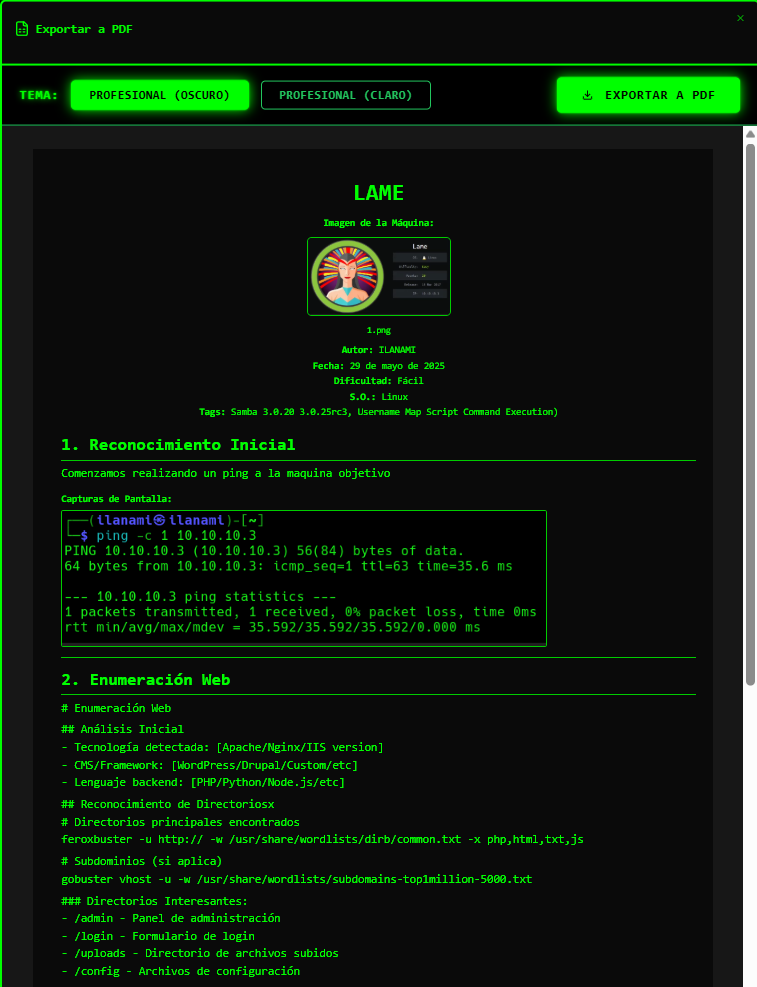 Exportar a PDF
×
TEMA:
PROFESIONAL (OSCURO)
PROFESIONAL (CLARO)
EXPORTAR A PDF
LAME
Imagen de la Máquina:
Lame
1.png
Autor: ILANAMI
Fecha: 29 de mayo de 2025
Dificultad: Fácil
S.O.: Linux
Tags: Samba 3.0.20 3.0.25rc3, Username Map Script Command Execution)
1. Reconocimiento Inicial
Comenzamos realizando un ping a la maquina objetivo
Capturas de Pantalla:
┌──(ilanami㉿ilanami)-[~]
└─$ ping -c 1 10.10.10.3
PING 10.10.10.3 (10.10.10.3) 56(84) bytes of data.
64 bytes from 10.10.10.3: icmp_seq=1 ttl=63 time=35.6 ms
--- 10.10.10.3 ping statistics ---
1 packets transmitted, 1 received, 0% packet loss, time 0ms
rtt min/avg/max/mdev = 35.592/35.592/35.592/0.000 ms
2. Enumeración Web
# Enumeración Web
## Análisis Inicial
- Tecnología detectada: [Apache/Nginx/IIS version]
- CMS/Framework: [WordPress/Drupal/Custom/etc]
- Lenguaje backend: [PHP/Python/Node.js/etc]
## Reconocimiento de Directoriosx
# Directorios principales encontrados
feroxbuster -u http:// -w /usr/share/wordlists/dirb/common.txt -x php,html,txt,js
# Subdominios (si aplica)
gobuster vhost -u -w /usr/share/wordlists/subdomains-top1million-5000.txt
### Directorios Interesantes:
- /admin - Panel de administración
- /login - Formulario de login
- /uploads - Directorio de archivos subidos
- /config - Archivos de configuración